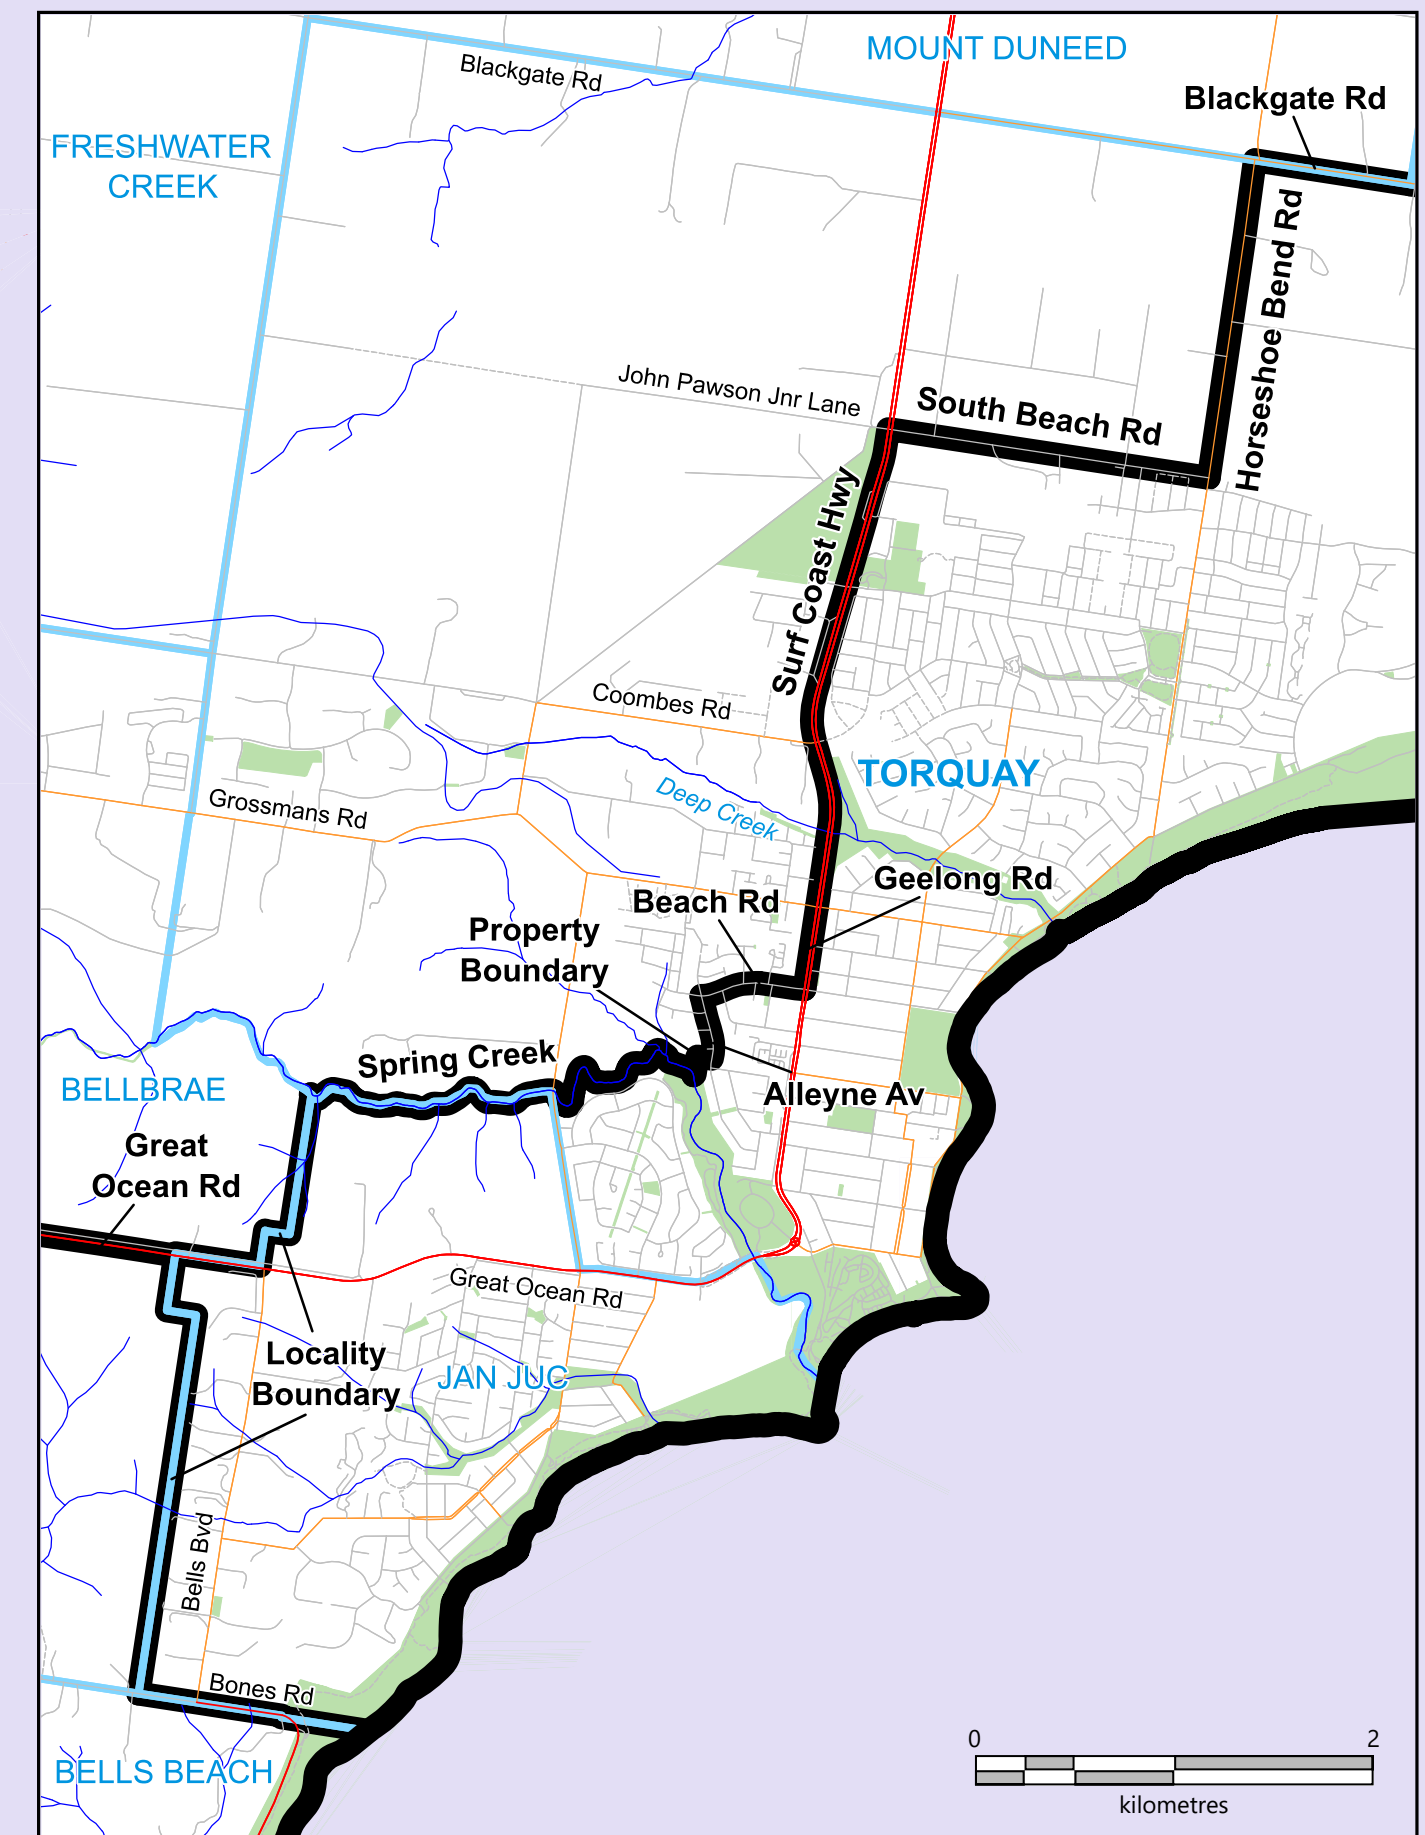 MOUNT DUNEED
Blackgate Rd
Blackgate Rd
FRESHWATER
CREEK
Horseshoe Bend Rd
John Pawson Jnr Lane
South Beach Rd
Surf Coast Hwy
Coombes Rd
TORQUAY
Deep Creek
Grossmans Rd
Geelong Rd
Beach Rd
Property
Boundary
Spring Creek
BELLBRAE
Alleyne Av
Great
Ocean Rd
Great Ocean Rd
Locality
Boundary
JAN JUC
Bells Bvd
Bones Rd
BELLS BEACH
0 2
kilometres